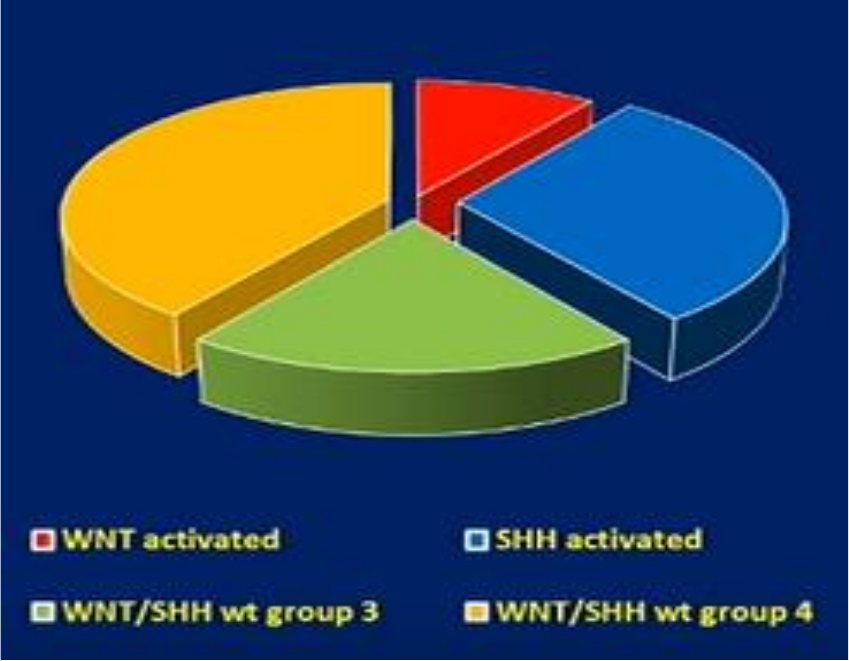 WNT activated
SHH activated
WNT/SHH wt group 3
WNT/SHH wt group 4